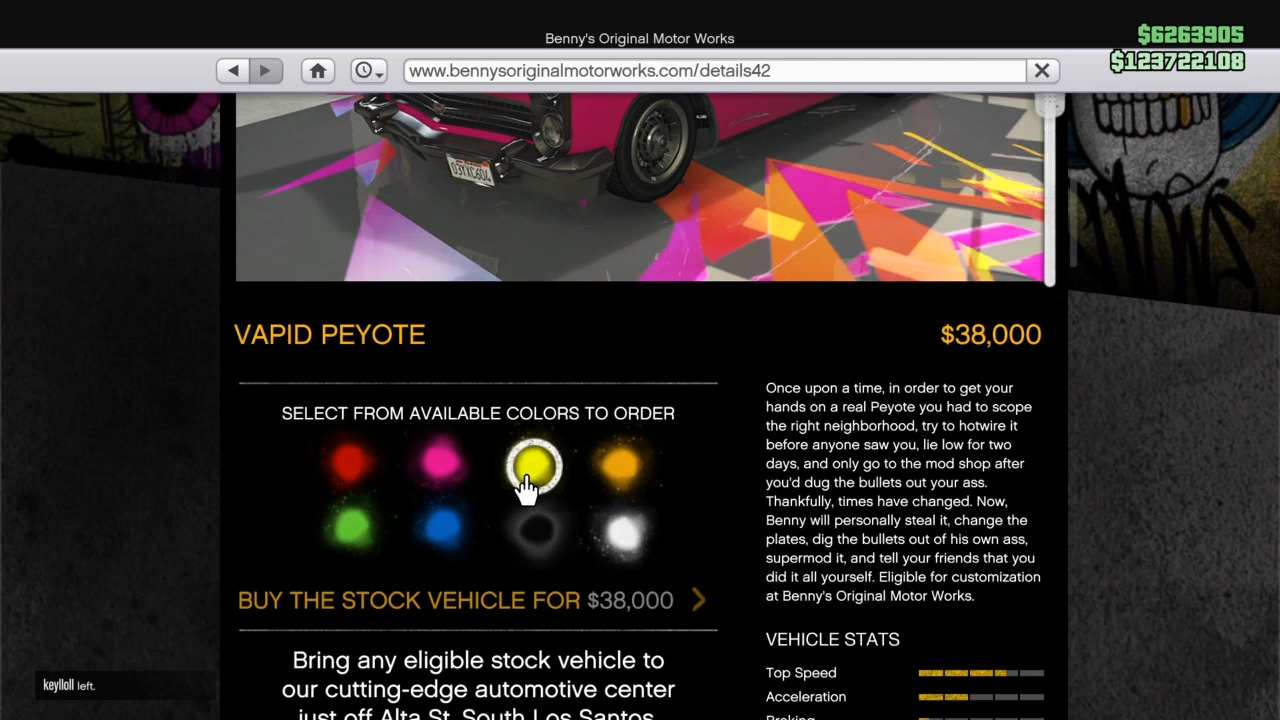 Benny's Original Motor Works
$6263905
www.bennysoriginalmotorworks.com/details42
$123722108
03YXC604
VAPID PEYOTE
$38,000
SELECT FROM AVAILABLE COLORS TO ORDER
BUY THE STOCK VEHICLE FOR $38,000
Bring any eligible stock vehicle to
our cutting-edge automotive center
just off Alta St, South Los Santos
Once upon a time, in order to get your
hands on a real Peyote you had to scope
the right neighborhood, try to hotwire it
before anyone saw you, lie low for two
days, and only go to the mod shop after
you'd dug the bullets out your ass.
Thankfully, times have changed. Now,
Benny will personally steal it, change the
plates, dig the bullets out of his own ass,
supermod it, and tell your friends that you
did it all yourself. Eligible for customization
at Benny's Original Motor Works.
VEHICLE STATS
Top Speed
Acceleration
Braking
keylloll left.